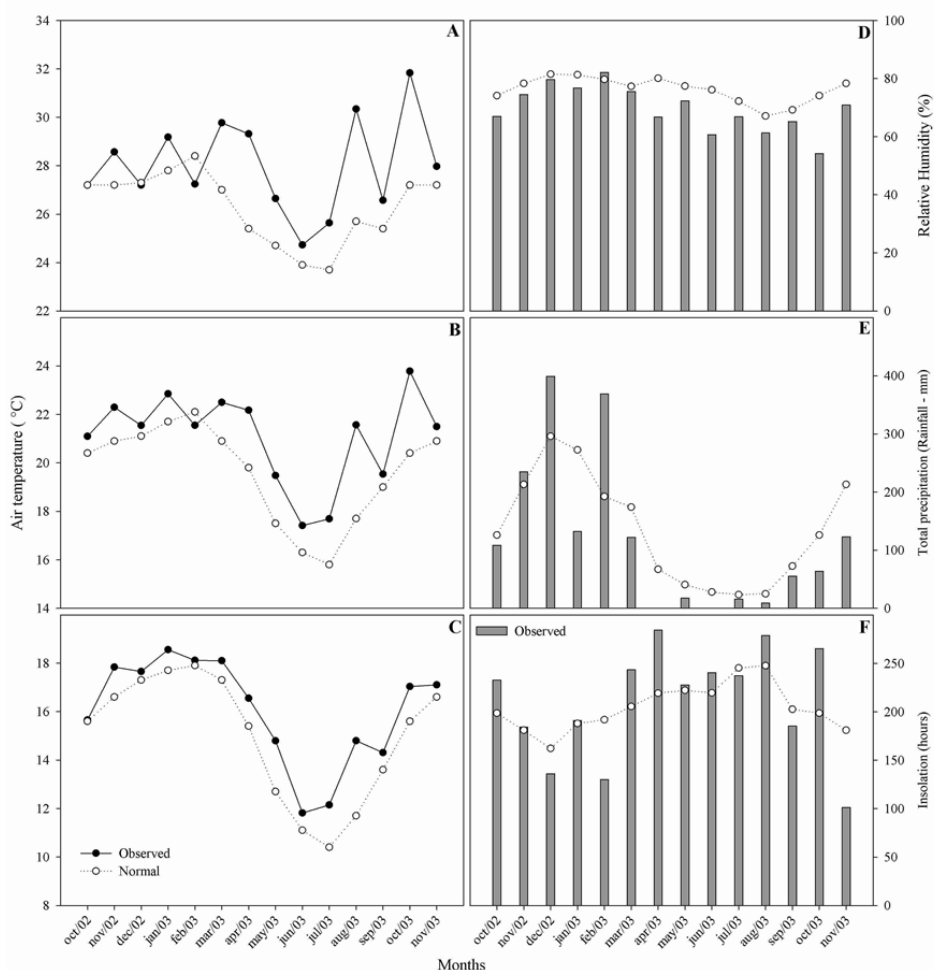 34
32
30
28
26
24
22
A
24
22
20
18
16
14
B
18
16
14
12
10
8
C
Observed
Normal
Air temperature ( °C)
oct/02
nov/02
dec/02
jan/03
feb/03
mar/03
apr/03
may/03
jun/03
jul/03
aug/03
sep/03
oct/03
nov/03
D
100
80
60
40
20
0
Relative Humidity (%)
E
400
300
200
100
0
Total precipitation (Rainfall - mm)
Observed
F
250
200
150
100
50
0
Insolation (hours)
oct/02
nov/02
dec/02
jan/03
feb/03
mar/03
apr/03
may/03
jun/03
jul/03
aug/03
sep/03
oct/03
nov/03
Months